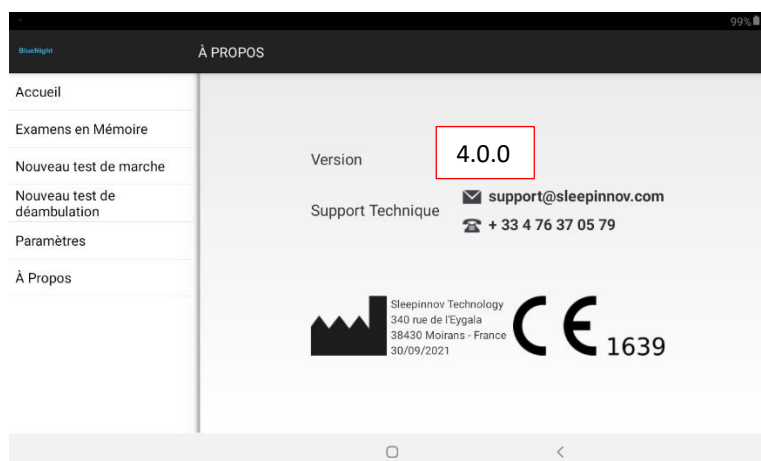 99%
BlueNight
À PROPOS
Accueil
Examens en Mémoire
Nouveau test de marche
Nouveau test de
déambulation
Paramètres
À Propos
Version
4.0.0
Support Technique
support@sleepinnov.com
+ 33 4 76 37 05 79
Sleepinnov Technology
340 rue de l'Eygala
38430 Moirans - France
30/09/2021
CE 1639